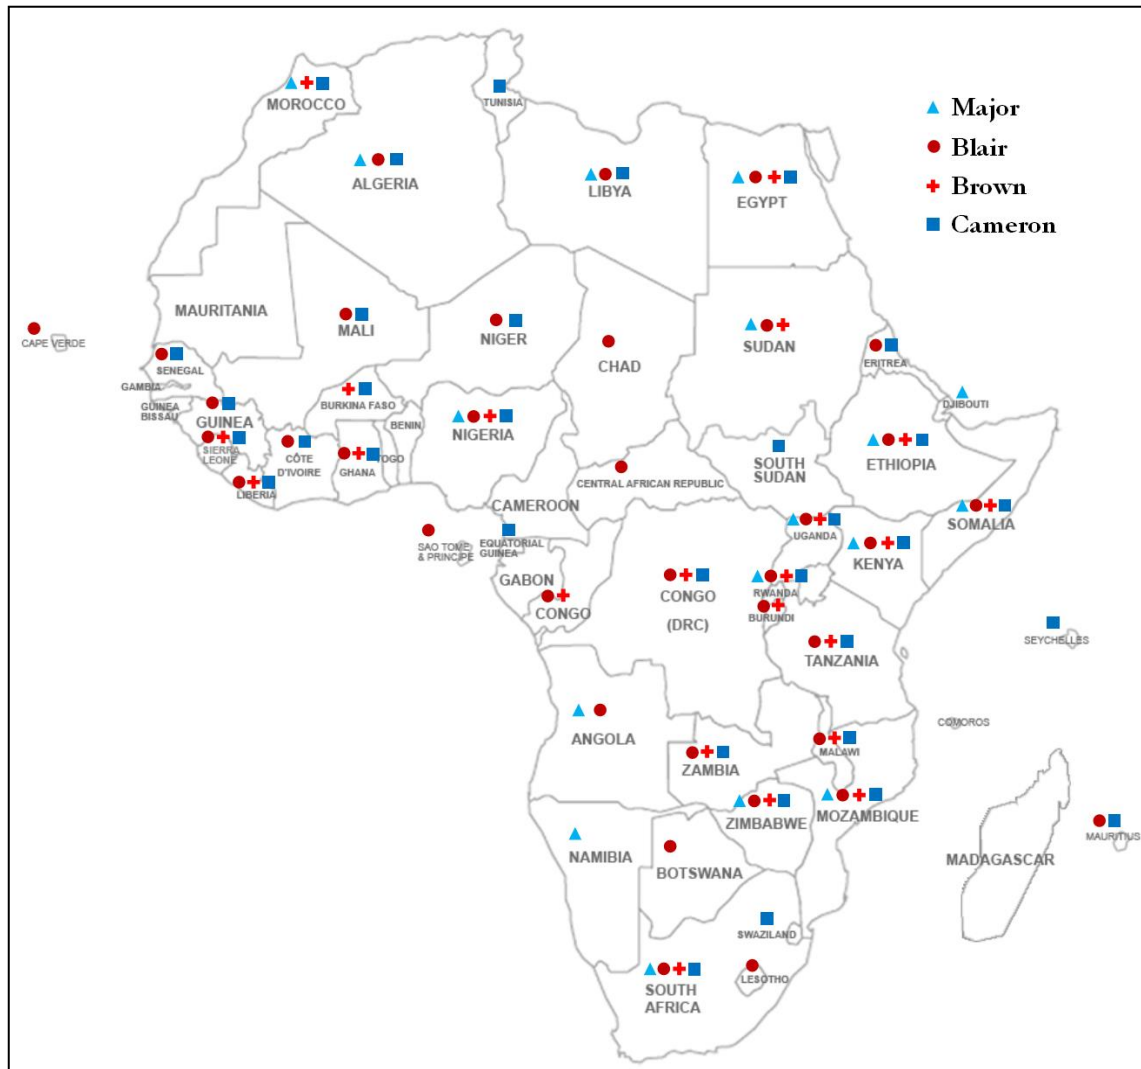 Major
Blair
Brown
Cameron
MOROCCO
TUNISIA
ALGERIA
LIBYA
EGYPT
MAURITANIA
MALI
NIGER
CHAD
SUDAN
ERITREA
CAPE VERDE
SENEGAL
GAMBIA
GUINEA
BISSAU
GUINEA
SIERRA
LEONE
LIBERIA
CÔTE
D'IVOIRE
BURKINA FASO
GHANA
TOGO
BENIN
NIGERIA
CAMEROON
CENTRAL AFRICAN REPUBLIC
SOUTH
SUDAN
ETHIOPIA
DJIBOUTI
SOMALIA
SAO TOME
& PRINCIPE
EQUATORIAL
GUINEA
GABON
CONGO
CONGO
(DRC)
UGANDA
KENYA
RWANDA
BURUNDI
TANZANIA
SEYCHELLES
COMOROS
ANGOLA
ZAMBIA
MALAWI
ZIMBABWE
MOZAMBIQUE
MADAGASCAR
MAURITIUS
NAMIBIA
BOTSWANA
SWAZILAND
LESOTHO
SOUTH
AFRICA